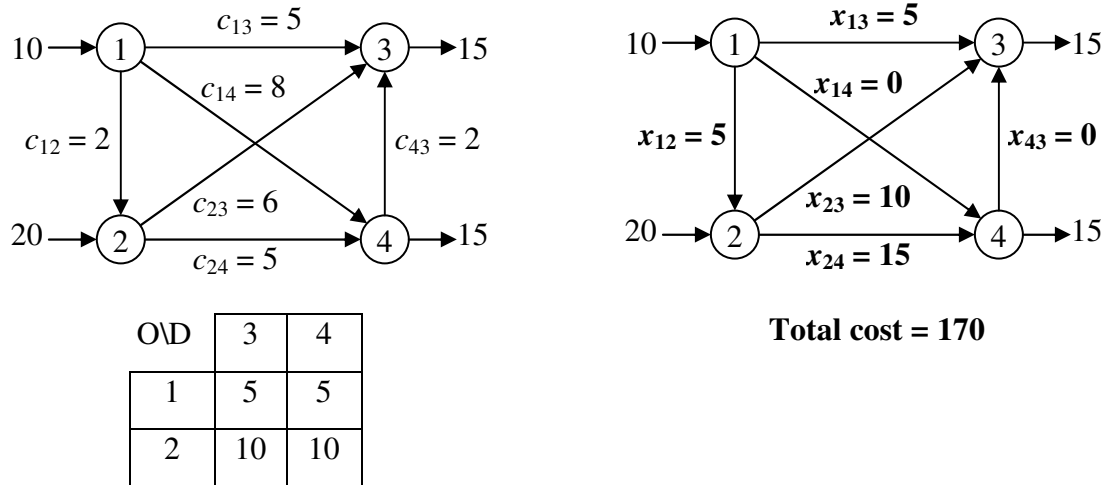 c13 = 5
10
1
3
15
c14 = 8
c12 = 2
c43 = 2
c23 = 6
20
2
4
15
c24 = 5
x13 = 5
10
1
3
15
x14 = 0
x12 = 5
x43 = 0
x23 = 10
20
2
4
15
x24 = 15
O\D 3 4
1 5 5
2 10 10
Total cost = 170